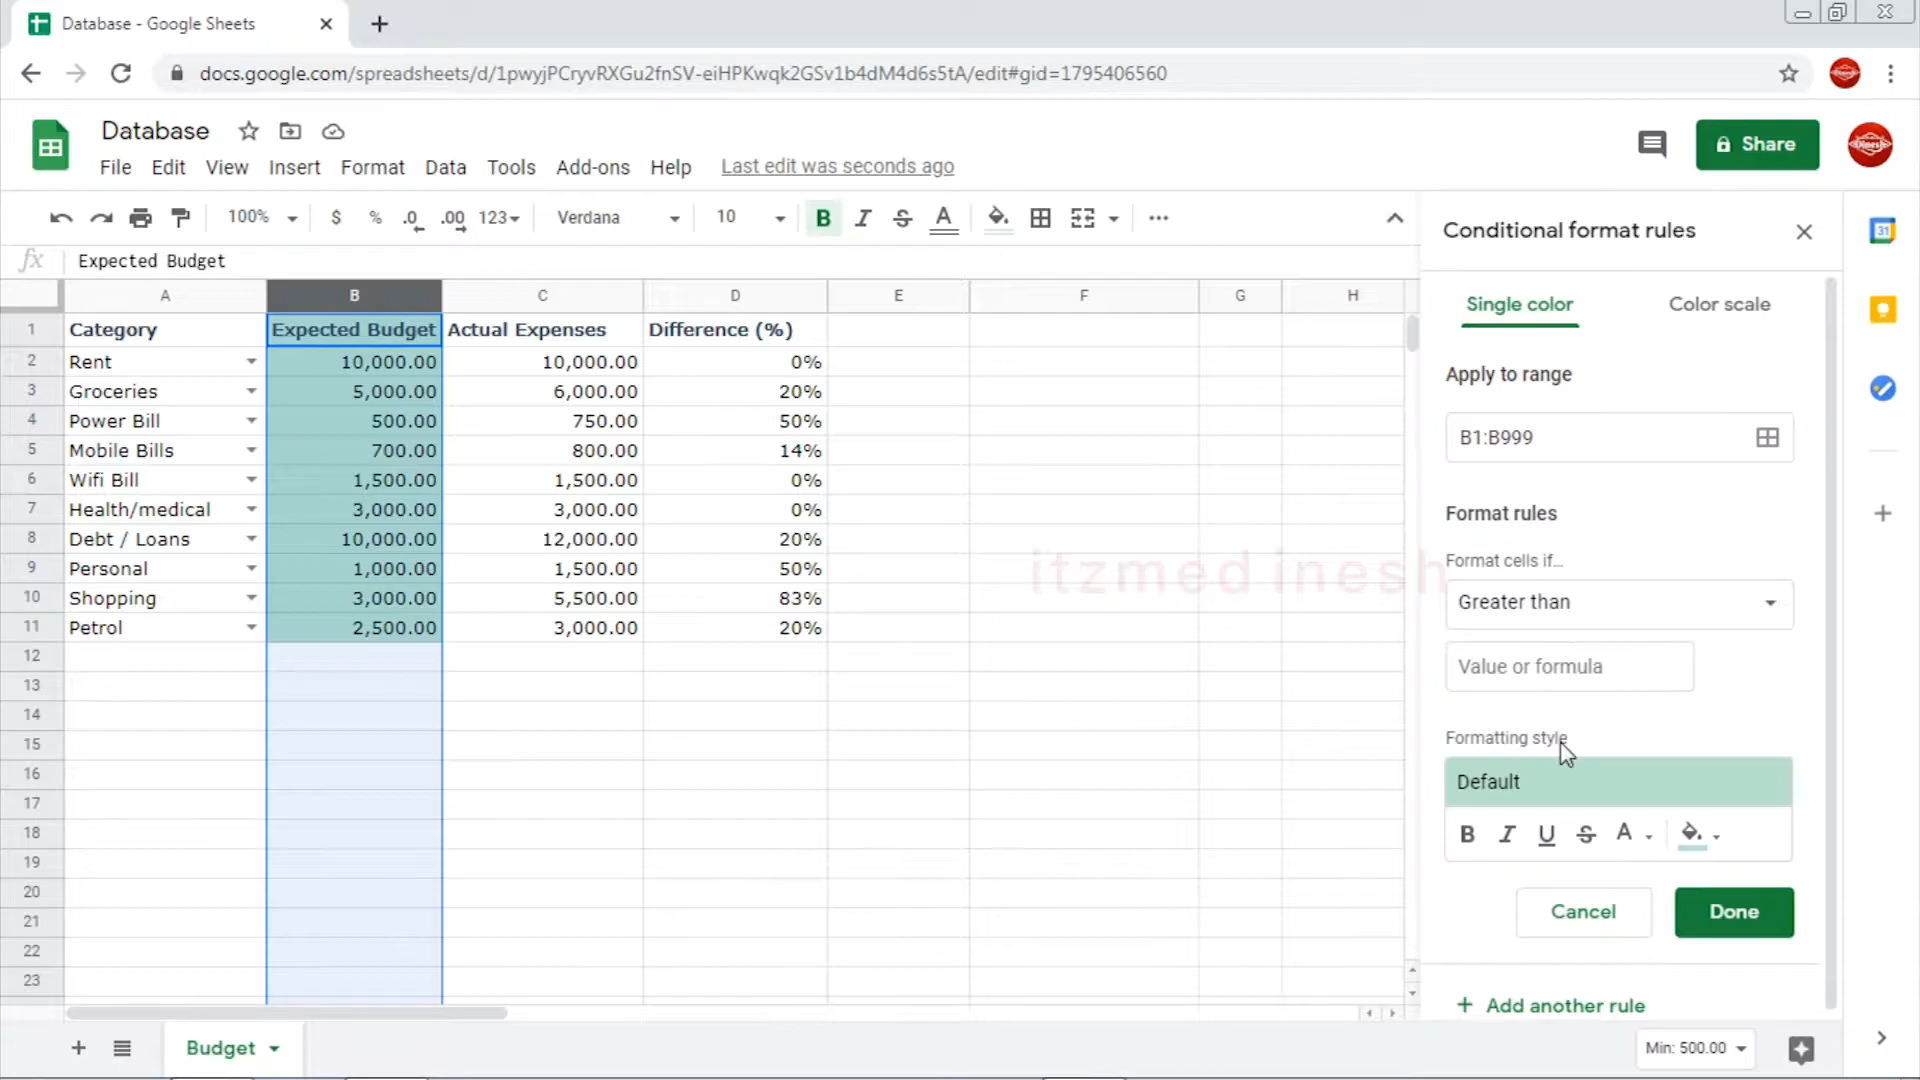 Database - Google Sheets
docs.google.com/spreadsheets/d/1pwyjPCryvRXGu2fnSV-eiHPKwqk2GSv1b4dM4d6s5tA/edit#gid=1795406560
Database
File Edit View Insert Format Data Tools Add-ons Help Last edit was seconds ago
Share
Dinesh
100% $ % .0 .00 123 Verdana 10 B I S A
fx Expected Budget
A B C D E F G H
1 Category Expected Budget Actual Expenses Difference (%)
2 Rent 10,000.00 10,000.00 0%
3 Groceries 5,000.00 6,000.00 20%
4 Power Bill 500.00 750.00 50%
5 Mobile Bills 700.00 800.00 14%
6 Wifi Bill 1,500.00 1,500.00 0%
7 Health/medical 3,000.00 3,000.00 0%
8 Debt / Loans 10,000.00 12,000.00 20%
9 Personal 1,000.00 1,500.00 50%
10 Shopping 3,000.00 5,500.00 83%
11 Petrol 2,500.00 3,000.00 20%
12
13
14
15
16
17
18
19
20
21
22
23
itzmedinesh
Conditional format rules
Single color Color scale
Apply to range
B1:B999
Format rules
Format cells if…
Greater than
Value or formula
Formatting style
Default
B I U S A
Cancel Done
+ Add another rule
31
Budget
Min: 500.00